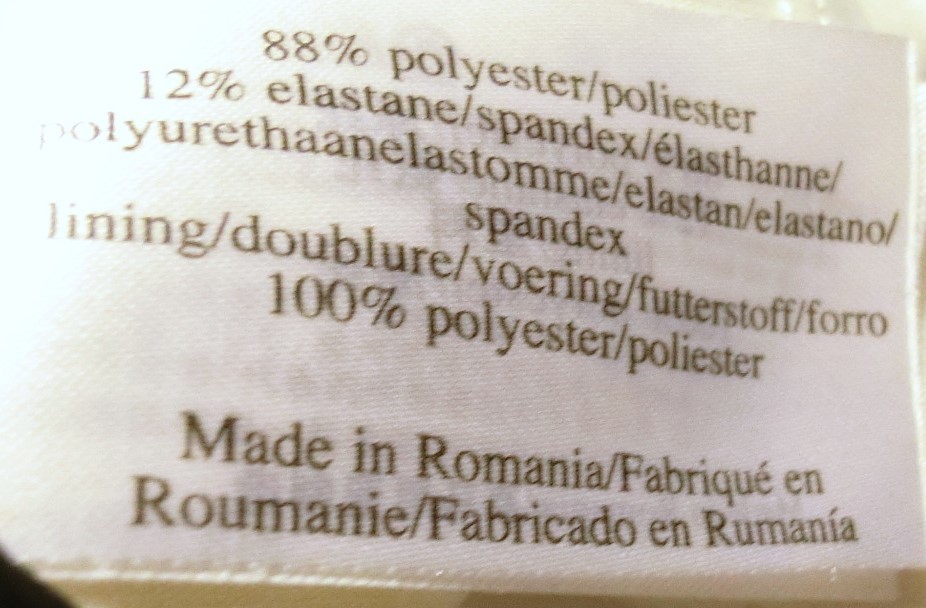 88% polyester/poliester
12% elastane/spandex/élasthanne/
polyurethaanelastomme/elastan/elastano/
spandex
lining/doublure/voering/futterstoff/forro
100% polyester/poliester
Made in Romania/Fabriqué en
Roumanie/Fabricado en Rumanía